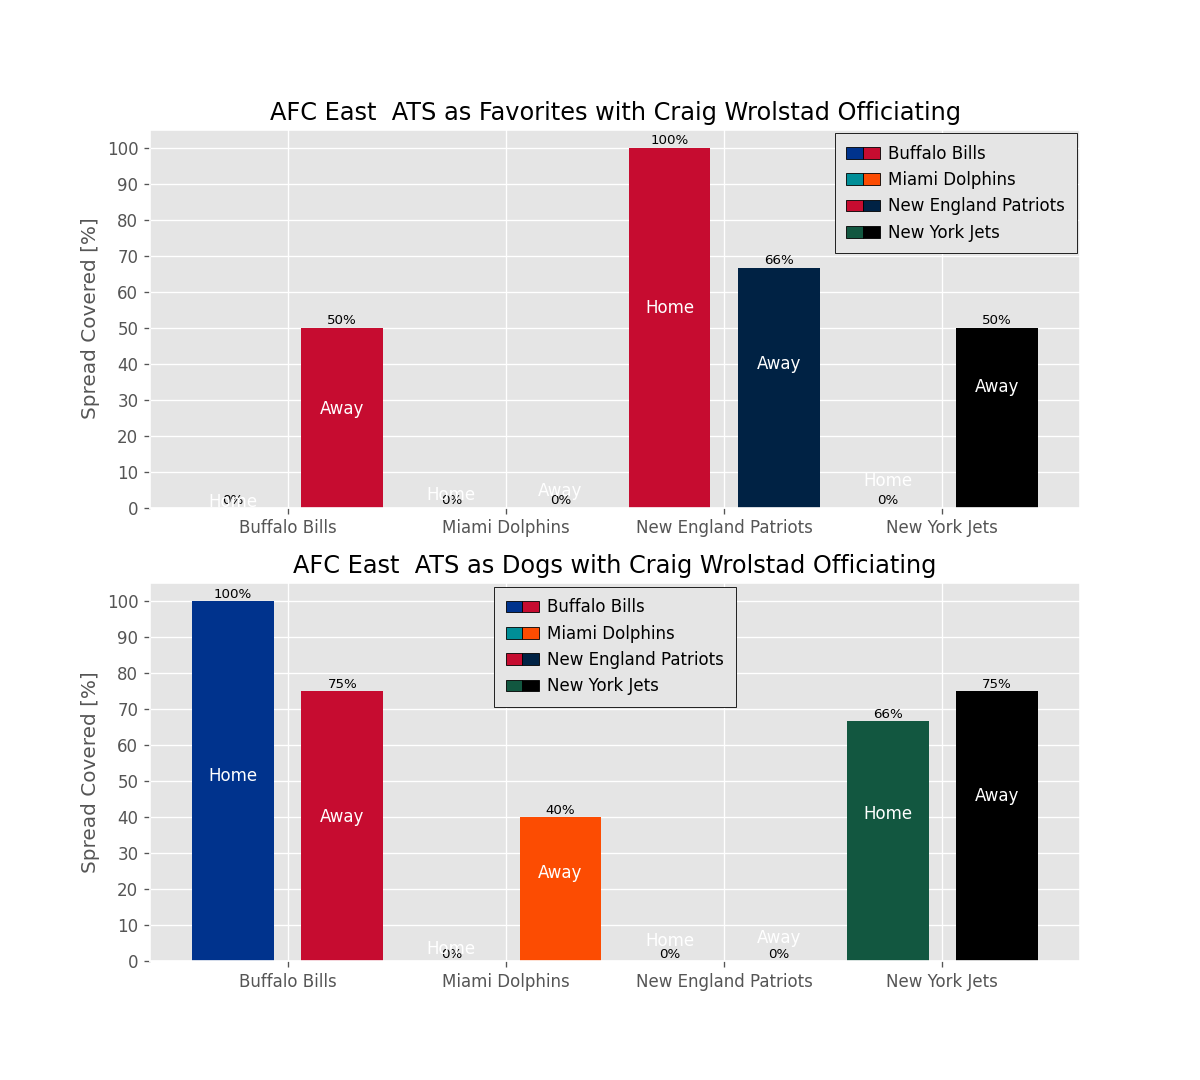 AFC East  ATS as Favorites with Craig Wrolstad Officiating
Spread Covered [%]
100
90
80
70
60
50
40
30
20
10
0
0%
Home
50%
Away
0%
Home
0%
Away
100%
Home
66%
Away
0%
Home
50%
Away
Buffalo Bills
Miami Dolphins
New England Patriots
New York Jets
Buffalo Bills
Miami Dolphins
New England Patriots
New York Jets
AFC East  ATS as Dogs with Craig Wrolstad Officiating
Spread Covered [%]
100
90
80
70
60
50
40
30
20
10
0
100%
Home
75%
Away
0%
Home
40%
Away
0%
Home
0%
Away
66%
Home
75%
Away
Buffalo Bills
Miami Dolphins
New England Patriots
New York Jets
Buffalo Bills
Miami Dolphins
New England Patriots
New York Jets